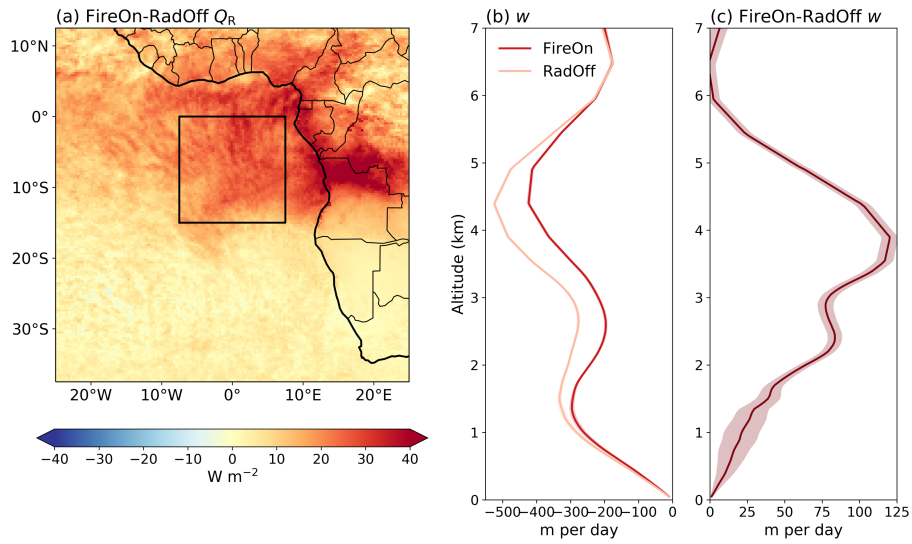 (a) FireOn-RadOff Q_R
10°N
0°
10°S
20°S
30°S
20°W 10°W 0° 10°E 20°E
−40 −30 −20 −10 0 10 20 30 40
W m⁻²
(b) w
FireOn
RadOff
Altitude (km)
7
6
5
4
3
2
1
0
−500−400−300−200−100 0
m per day
(c) FireOn-RadOff w
7
6
5
4
3
2
1
0
0 25 50 75 100 125
m per day